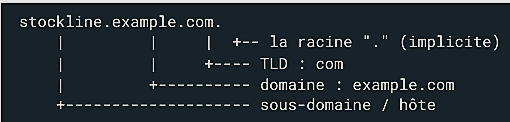 stockline.example.com.
|         |     |  +-- la racine "." (implicite)
|         |     +---- TLD : com
|         +---------- domaine : example.com
+-------------------- sous-domaine / hôte